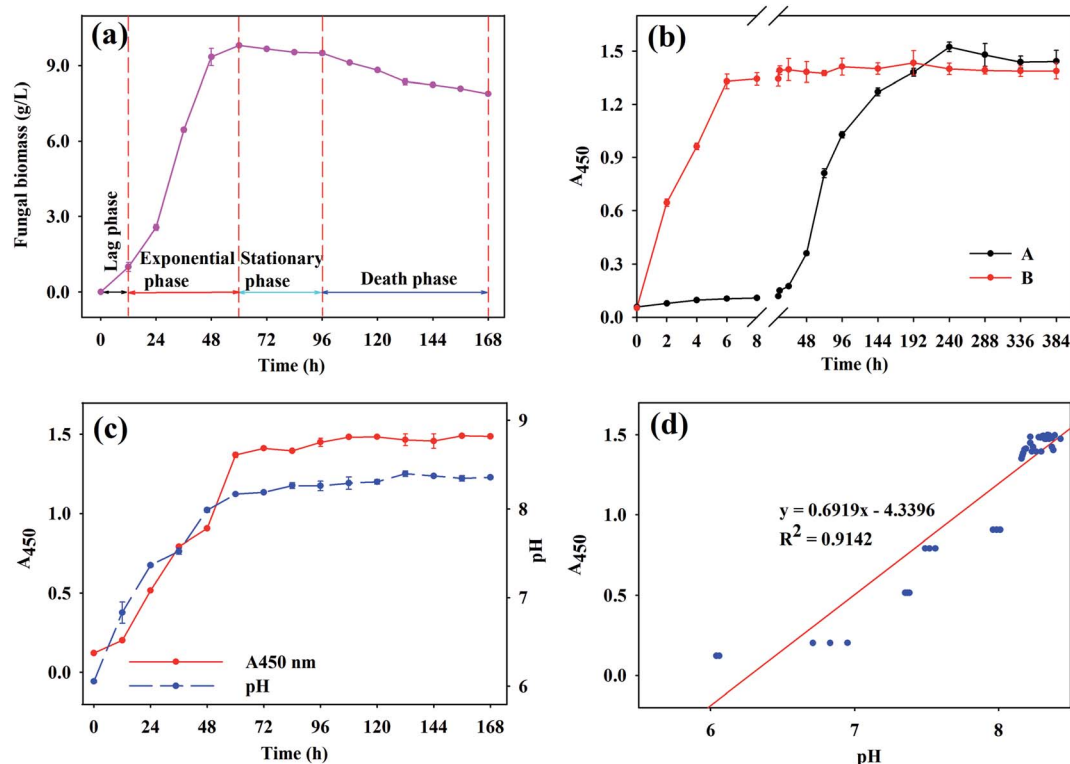 (a)
Fungal biomass (g/L)
9.0
6.0
3.0
0.0
Lag phase
Exponential phase
Stationary phase
Death phase
0 24 48 72 96 120 144 168
Time (h)
(b)
A450
1.5
1.2
0.9
0.6
0.3
0.0
A
B
0 2 4 6 8 48 96 144 192 240 288 336 384
Time (h)
(c)
A450
1.5
1.0
0.5
0.0
9
8
7
6
pH
A450 nm
pH
0 24 48 72 96 120 144 168
Time (h)
(d)
A450
1.5
1.0
0.5
0.0
y = 0.6919x - 4.3396
R2 = 0.9142
6 7 8
pH